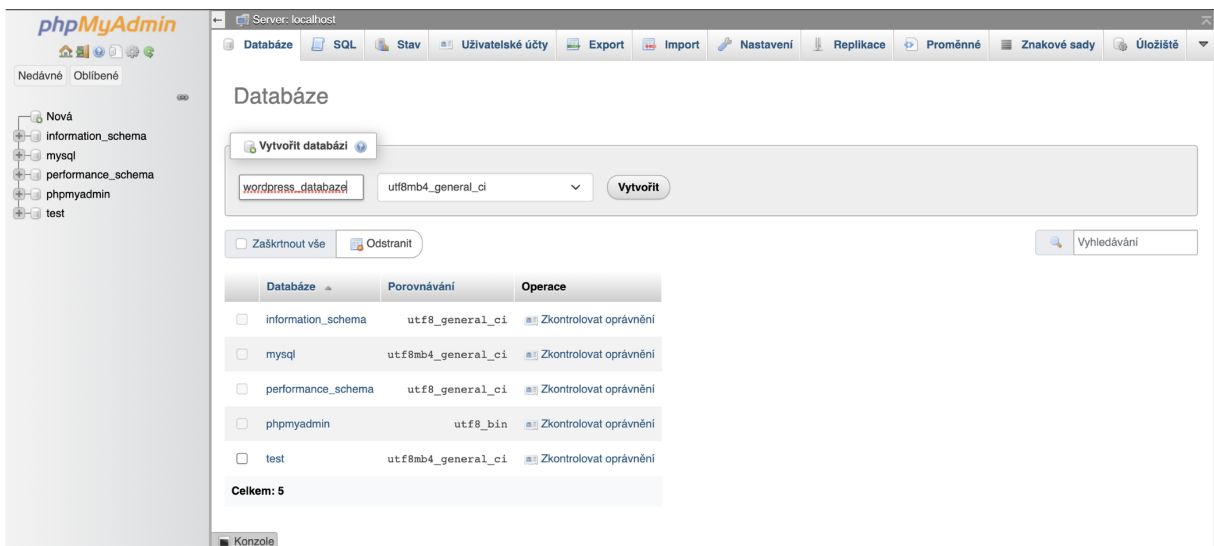 phpMyAdmin
Nedávné Oblíbené
Nová
information_schema
mysql
performance_schema
phpmyadmin
test
Server: localhost
Databáze SQL Stav Uživatelské účty Export Import Nastavení Replikace Proměnné Znakové sady Úložiště
Databáze
Vytvořit databázi
wordpress_databaze utf8mb4_general_ci Vytvořit
Zaškrtnout vše Odstranit Vyhledávání
Databáze Porovnávání Operace
information_schema utf8_general_ci Zkontrolovat oprávnění
mysql utf8mb4_general_ci Zkontrolovat oprávnění
performance_schema utf8_general_ci Zkontrolovat oprávnění
phpmyadmin utf8_bin Zkontrolovat oprávnění
test utf8mb4_general_ci Zkontrolovat oprávnění
Celkem: 5
Konzole